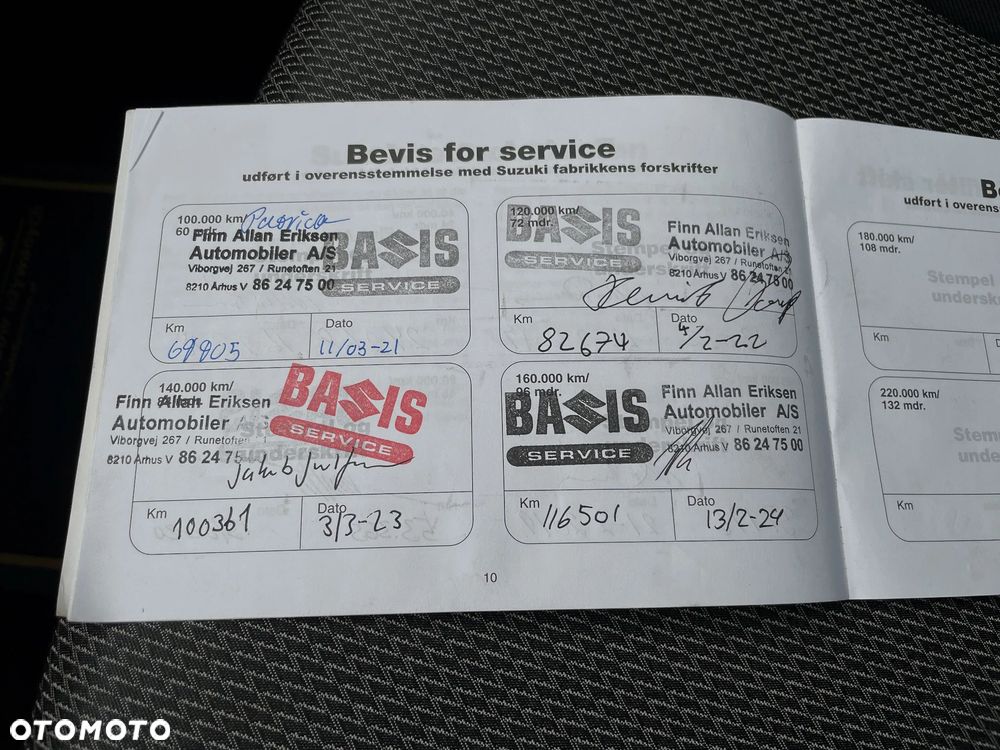 Bevis for service
udført i overensstemmelse med Suzuki fabrikkens forskrifter
100.000 km/
60 mdr.
Finn Allan Eriksen
Automobiler A/S
Viborgvej 267 / Runetoften 21
8210 Århus V 86 24 75 00
BASIS
SERVICE
Km
69805
Dato
11/03-21
120.000 km/
72 mdr.
BASIS
SERVICE
Finn Allan Eriksen
Automobiler A/S
Viborgvej 267 / Runetoften 21
8210 Århus V 86 24 75 00
Km
82674
Dato
4/2-22
140.000 km/
84 mdr.
Finn Allan Eriksen
Automobiler
Viborgvej 267 / Runetoften
8210 Århus V 86 24 75
BASIS
SERVICE
Km
100361
Dato
3/3-23
160.000 km/
96 mdr.
BASIS
SERVICE
Finn Allan Eriksen
Automobiler A/S
Viborgvej 267 / Runetoften 21
8210 Århus V 86 24 75 00
Km
116501
Dato
13/2-24
10
B
udført i overens
180.000 km/
108 mdr.
Stempel
unders
Km
220.000 km/
132 mdr.
Stem
unde
Km
OTOMOTO